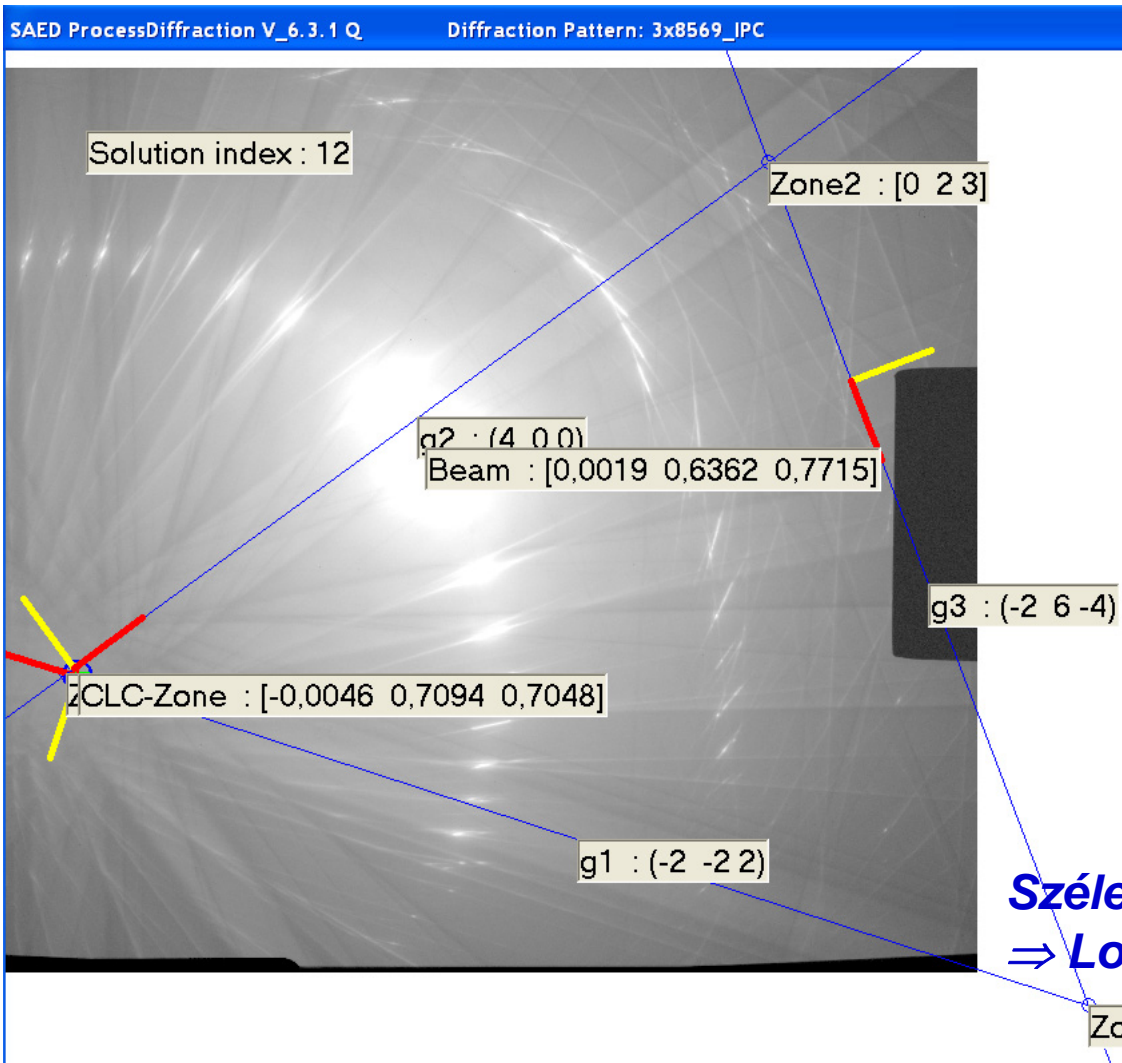 SAED ProcessDiffraction V_6.3.1 Q Diffraction Pattern: 3x8569_IPC
Solution index : 12
Zone2 : [0 2 3]
g2 : (4 0 0)
Beam : [0,0019 0,6362 0,7715]
g3 : (-2 6 -4)
CLC-Zone : [-0,0046 0,7094 0,7048]
g1 : (-2 -2 2)